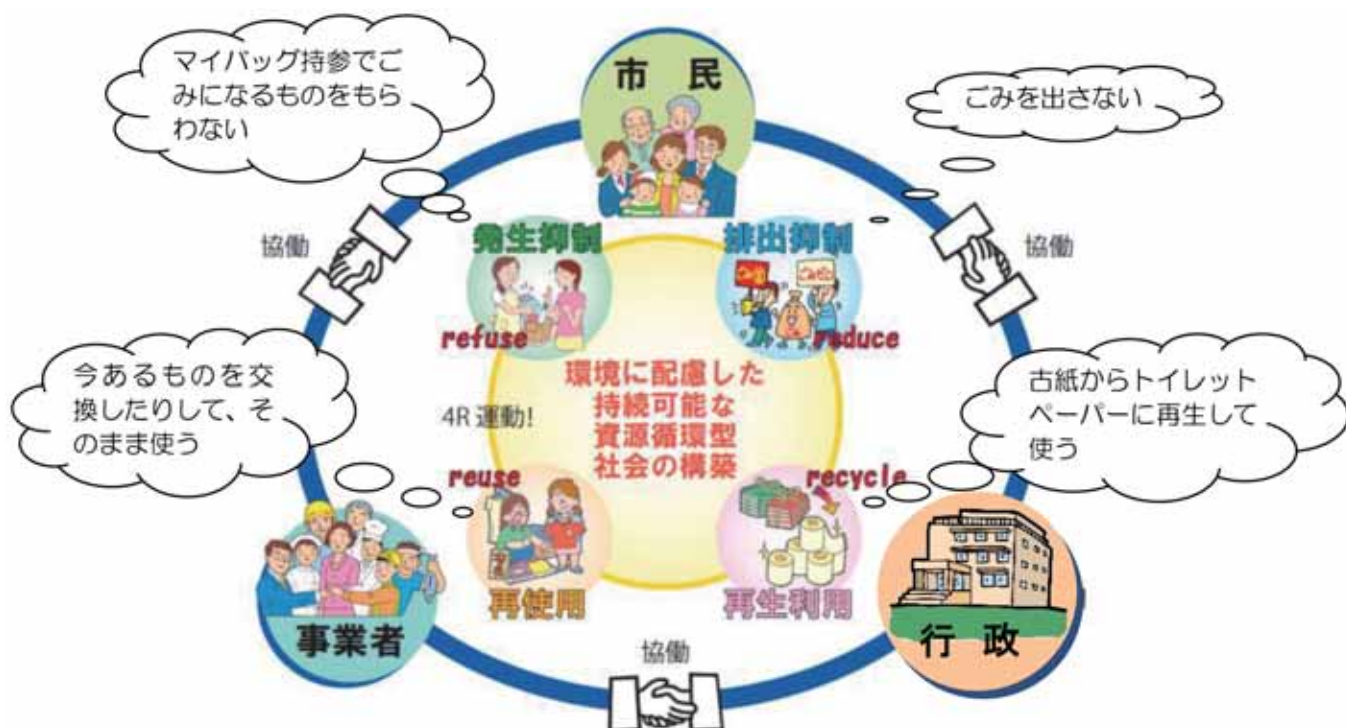 マイバッグ持参でご
みになるものをもら
わない
市 民
ごみを出さない
協働
協働
発生抑制
refuse
排出抑制
reduce
今あるものを交
換したりして、そ
のまま使う
4R 運動!
環境に配慮した
持続可能な
資源循環型
社会の構築
古紙からトイレット
ペーパーに再生して
使う
reuse
再使用
recycle
再生利用
事業者
行 政
協働